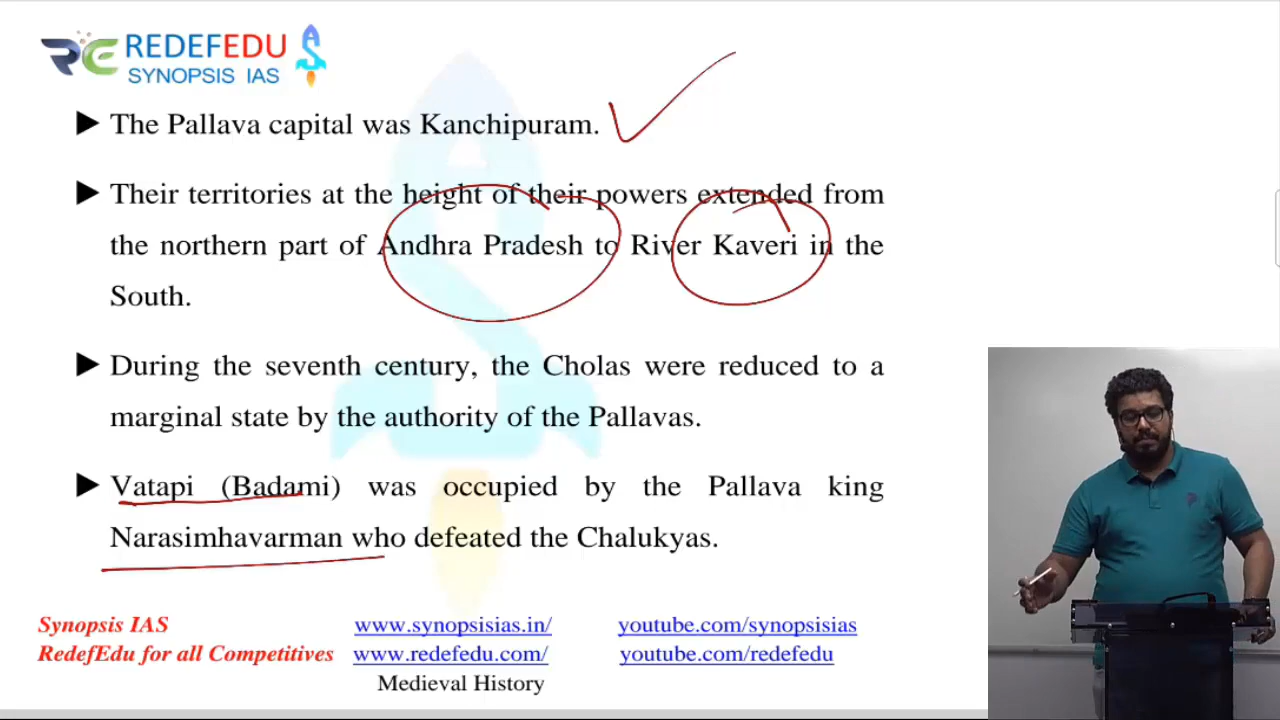 REDEFEDU
SYNOPSIS IAS
The Pallava capital was Kanchipuram.
Their territories at the height of their powers extended from
the northern part of Andhra Pradesh to River Kaveri in the
South.
During the seventh century, the Cholas were reduced to a
marginal state by the authority of the Pallavas.
Vatapi (Badami) was occupied by the Pallava king
Narasimhavarman who defeated the Chalukyas.
Synopsis IAS www.synopsisias.in/ youtube.com/synopsisias
RedefEdu for all Competitives www.redefedu.com/ youtube.com/redefedu
Medieval History